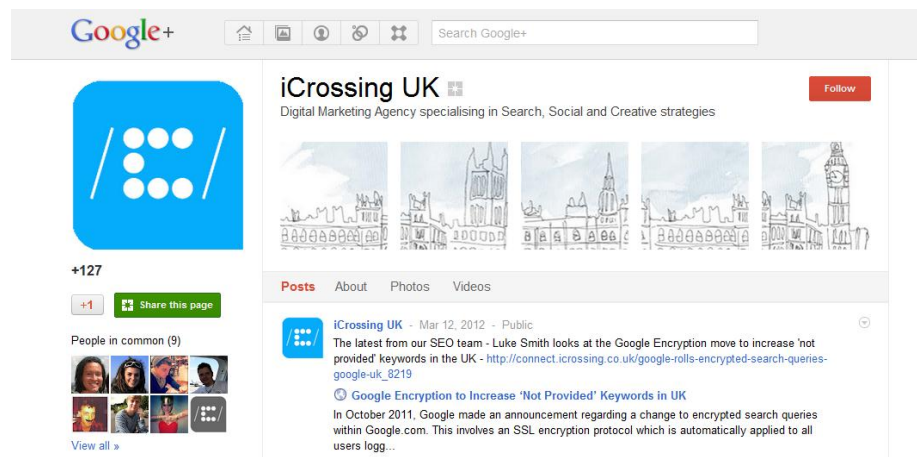 Google+
Search Google+
iCrossing UK
Follow
Digital Marketing Agency specialising in Search, Social and Creative strategies
+127
+1
Share this page
People in common (9)
View all »
Posts About Photos Videos
iCrossing UK - Mar 12, 2012 - Public
The latest from our SEO team - Luke Smith looks at the Google Encryption move to increase 'not
provided' keywords in the UK - http://connect.icrossing.co.uk/google-rolls-encrypted-search-queries-
google-uk_8219
Google Encryption to Increase ‘Not Provided’ Keywords in UK
In October 2011, Google made an announcement regarding a change to encrypted search queries
within Google.com. This involves an SSL encryption protocol which is automatically applied to all
users logg...